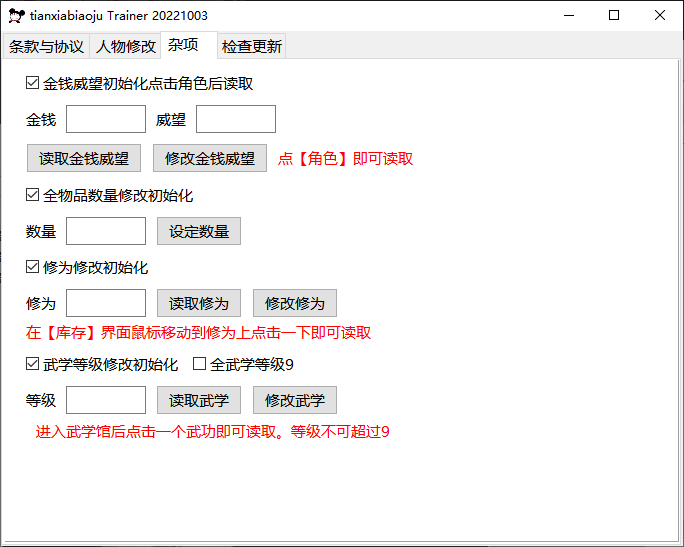 tianxiabiaoju Trainer 20221003
条款与协议 人物修改 杂项 检查更新
金钱威望初始化点击角色后读取
金钱 威望
读取金钱威望 修改金钱威望 点【角色】即可读取
全物品数量修改初始化
数量 设定数量
修为修改初始化
修为 读取修为 修改修为
在【库存】界面鼠标移动到修为上点击一下即可读取
武学等级修改初始化 全武学等级9
等级 读取武学 修改武学
进入武学馆后点击一个武功即可读取。等级不可超过9